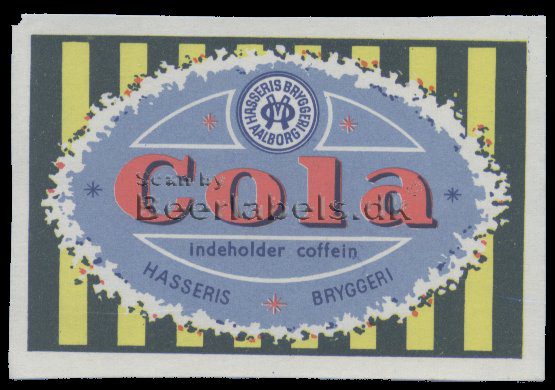 HASSERIS BRYGGERI
AALBORG
Cola
Scan by
Beerlabels.dk
indeholder coffein
HASSERIS BRYGGERI